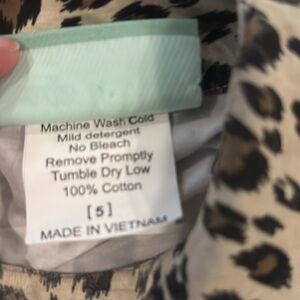 Machine Wash Cold
Mild detergent
No Bleach
Remove Promptly
Tumble Dry Low
100% Cotton
[5]
MADE IN VIETNAM